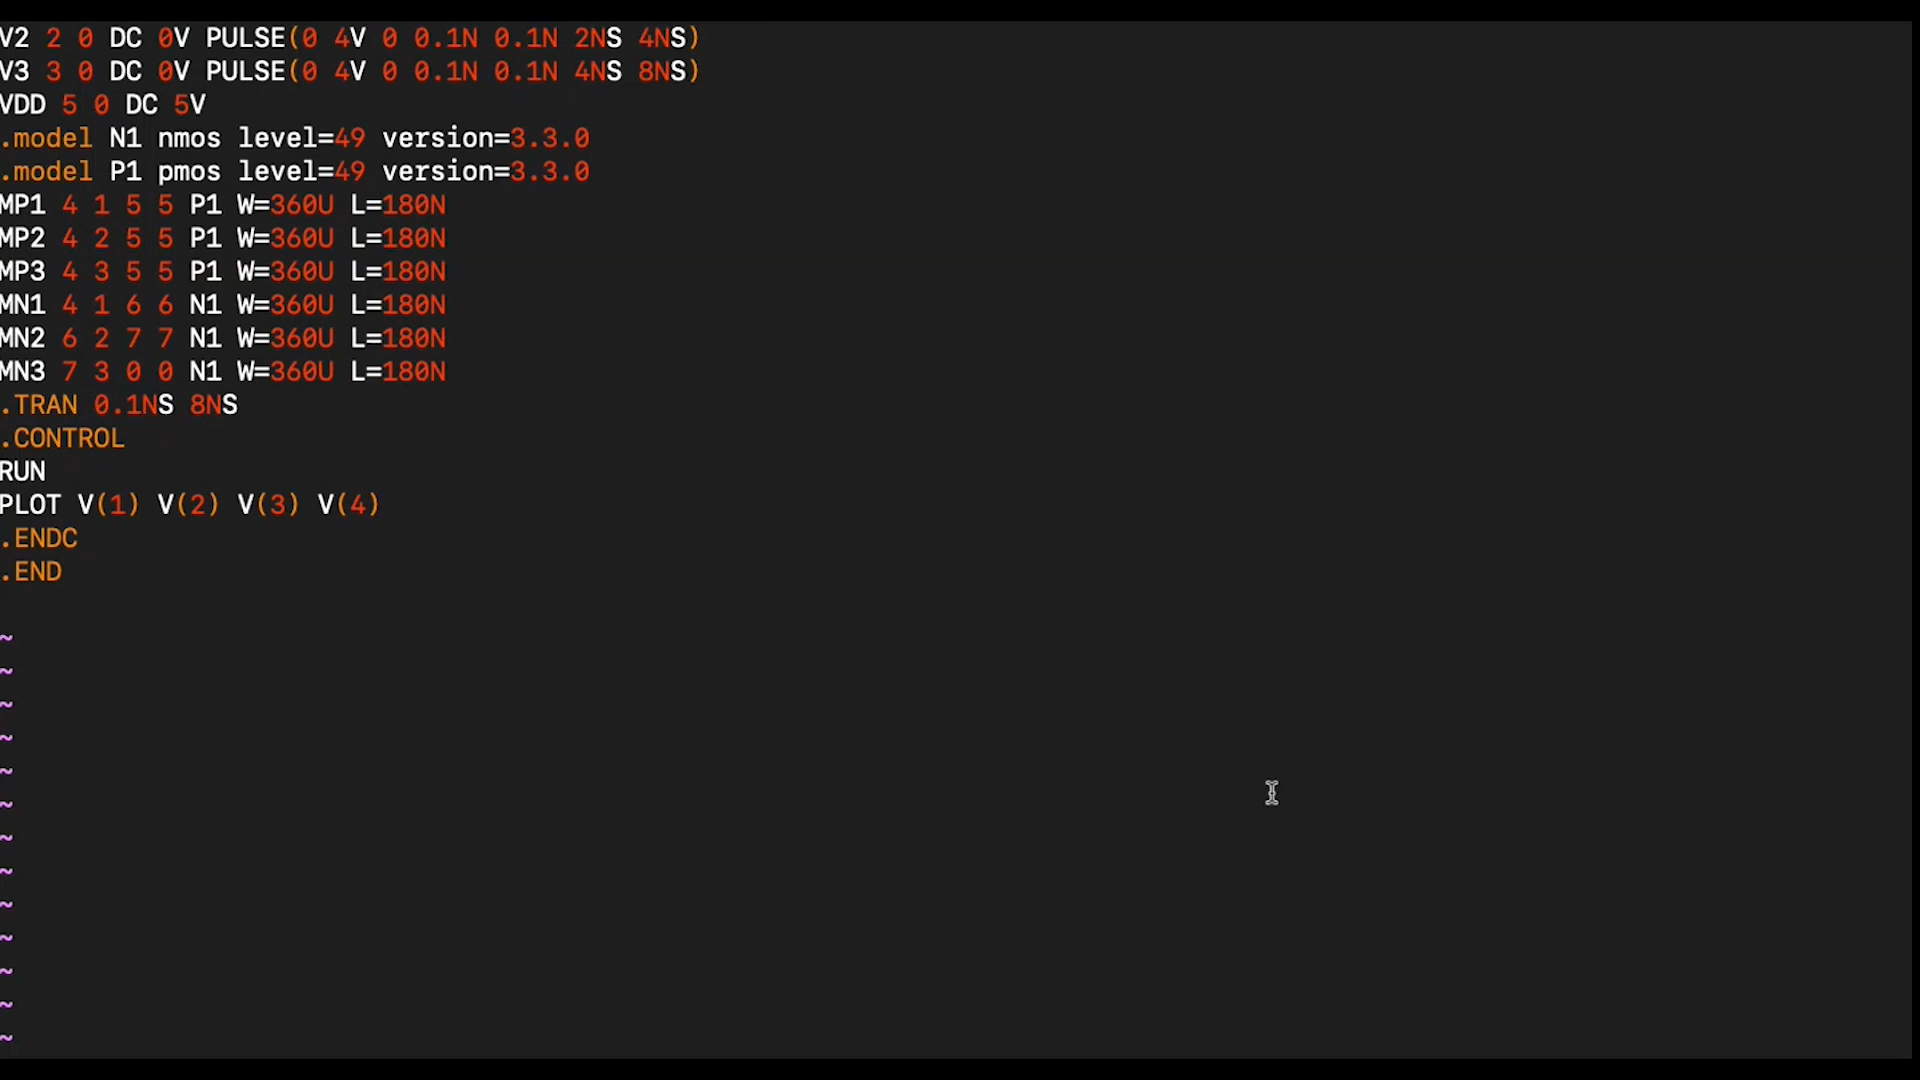 V2 2 0 DC 0V PULSE(0 4V 0 0.1N 0.1N 2NS 4NS)
V3 3 0 DC 0V PULSE(0 4V 0 0.1N 0.1N 4NS 8NS)
VDD 5 0 DC 5V
.model N1 nmos level=49 version=3.3.0
.model P1 pmos level=49 version=3.3.0
MP1 4 1 5 5 P1 W=360U L=180N
MP2 4 2 5 5 P1 W=360U L=180N
MP3 4 3 5 5 P1 W=360U L=180N
MN1 4 1 6 6 N1 W=360U L=180N
MN2 6 2 7 7 N1 W=360U L=180N
MN3 7 3 0 0 N1 W=360U L=180N
.TRAN 0.1NS 8NS
.CONTROL
RUN
PLOT V(1) V(2) V(3) V(4)
.ENDC
.END
~
~
~
~
~
~
~
~
~
~
~
~
~